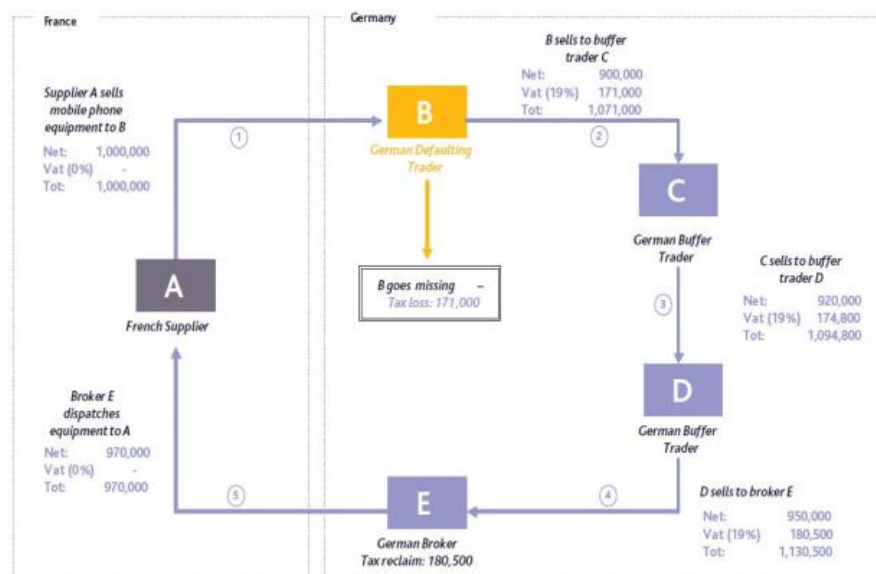 France
Germany
Supplier A sells
mobile phone
equipment to B
Net: 1,000,000
Vat (0%) -
Tot: 1,000,000
1
B
German Defaulting
Trader
B sells to buffer
trader C
Net: 900,000
Vat (19%) 171,000
Tot: 1,071,000
2
C
German Buffer
Trader
B goes missing –
Tax loss: 171,000
A
French Supplier
3
C sells to buffer
trader D
Net: 920,000
Vat (19%) 174,800
Tot: 1,094,800
D
German Buffer
Trader
Broker E
dispatches
equipment to A
Net: 970,000
Vat (0%) -
Tot: 970,000
5
E
German Broker
Tax reclaim: 180,500
4
D sells to broker E
Net: 950,000
Vat (19%) 180,500
Tot: 1,130,500